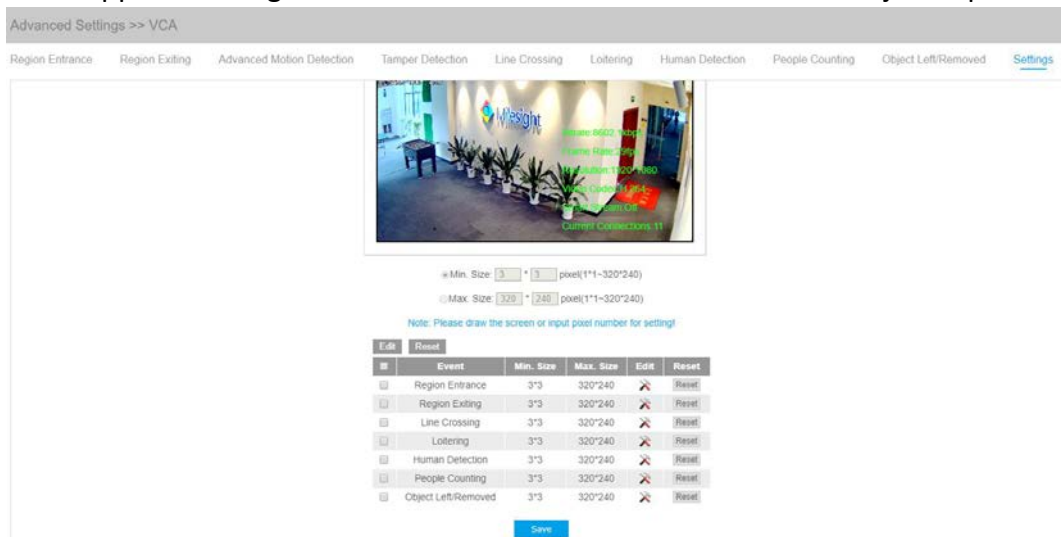 Advanced Settings >> VCA
Region Entrance Region Exiting Advanced Motion Detection Tamper Detection Line Crossing Loitering Human Detection People Counting Object Left/Removed Settings
Milesight
Current Connections:11
Min. Size: 3 * 3 pixel(1*1~320*240)
Max. Size: 320 * 240 pixel(1*1~320*240)
Note: Please draw the screen or input pixel number for setting!
Edit Reset
Event Min. Size Max. Size Edit Reset
Region Entrance 3*3 320*240 Reset
Region Exiting 3*3 320*240 Reset
Line Crossing 3*3 320*240 Reset
Loitering 3*3 320*240 Reset
Human Detection 3*3 320*240 Reset
People Counting 3*3 320*240 Reset
Object Left/Removed 3*3 320*240 Reset
Save